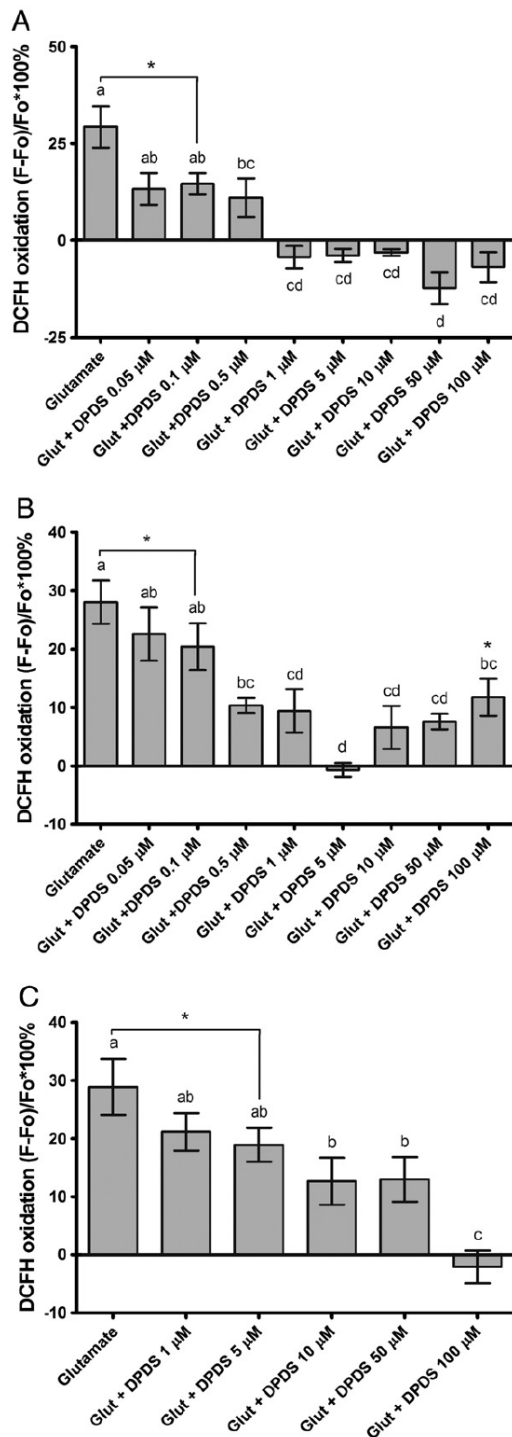 A
DCFH oxidation (F-Fo)/Fo*100%
50
25
0
-25
*
a
ab
ab
bc
cd
cd
cd
d
cd
Glutamate
Glut + DPDS 0.05 µM
Glut +DPDS 0.1 µM
Glut +DPDS 0.5 µM
Glut + DPDS 1 µM
Glut + DPDS 5 µM
Glut + DPDS 10 µM
Glut + DPDS 50 µM
Glut + DPDS 100 µM
B
DCFH oxidation (F-Fo)/Fo*100%
40
30
20
10
0
-10
*
a
ab
ab
bc
cd
d
cd
cd
*
bc
Glutamate
Glut + DPDS 0.05 µM
Glut +DPDS 0.1 µM
Glut +DPDS 0.5 µM
Glut + DPDS 1 µM
Glut + DPDS 5 µM
Glut + DPDS 10 µM
Glut + DPDS 50 µM
Glut + DPDS 100 µM
C
DCFH oxidation (F-Fo)/Fo*100%
40
30
20
10
0
-10
*
a
ab
ab
b
b
c
Glutamate
Glut + DPDS 1 µM
Glut + DPDS 5 µM
Glut + DPDS 10 µM
Glut + DPDS 50 µM
Glut + DPDS 100 µM